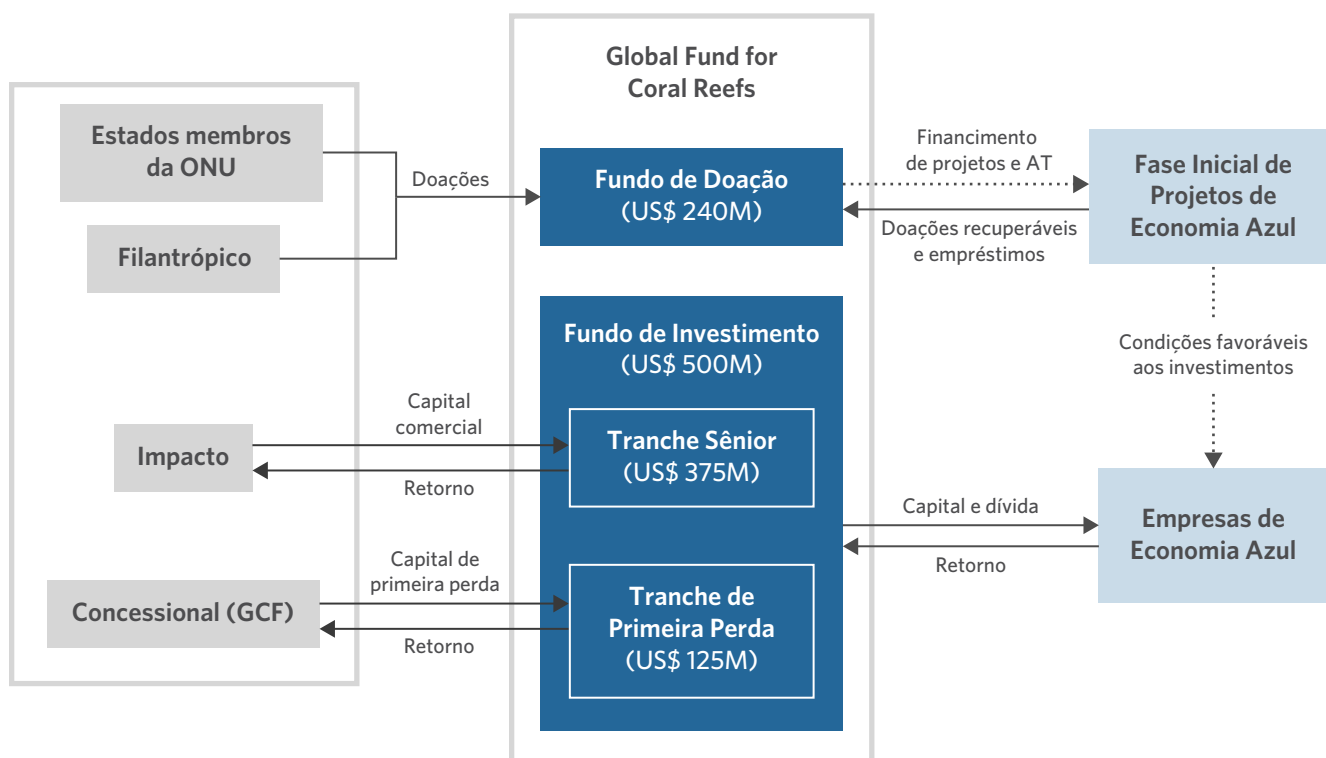 Global Fund for
Coral Reefs
Estados membros
da ONU
Filantrópico
Doações
Fundo de Doação
(US$ 240M)
Financimento
de projetos e AT
Doações recuperáveis
e empréstimos
Fase Inicial de
Projetos de
Economia Azul
Condições favoráveis
aos investimentos
Fundo de Investimento
(US$ 500M)
Impacto
Capital
comercial
Retorno
Tranche Sênior
(US$ 375M)
Capital e dívida
Retorno
Empresas de
Economia Azul
Concessional (GCF)
Capital de
primeira perda
Retorno
Tranche de
Primeira Perda
(US$ 125M)